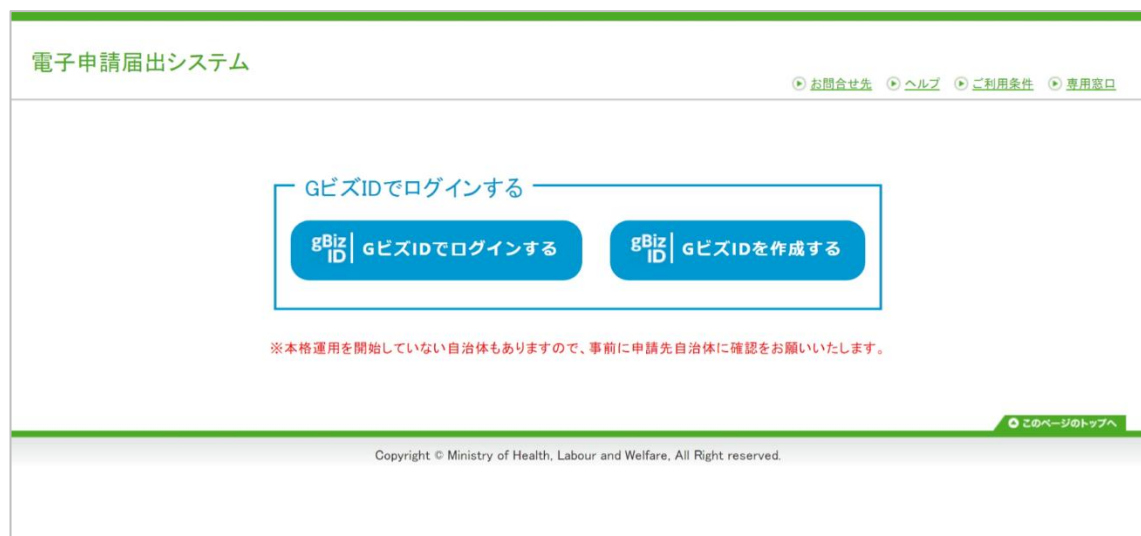 電子申請届出システム
お問合せ先 ヘルプ ご利用条件 専用窓口
GビズIDでログインする
gBiz ID GビズIDでログインする
gBiz ID GビズIDを作成する
※本格運用を開始していない自治体もありますので、事前に申請先自治体に確認をお願いいたします。
このページのトップへ
Copyright © Ministry of Health, Labour and Welfare, All Right reserved.